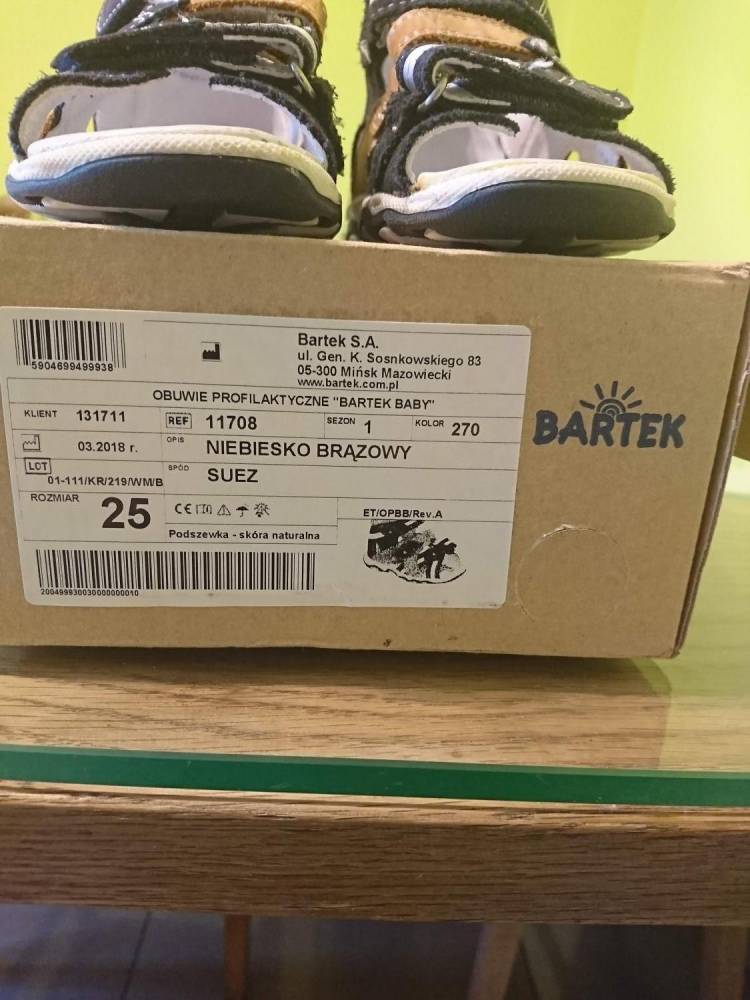 5904699499938
Bartek S.A.
ul. Gen. K. Sosnkowskiego 83
05-300 Mińsk Mazowiecki
www.bartek.com.pl
OBUWIE PROFILAKTYCZNE "BARTEK BABY"
KLIENT 131711
REF 11708
SEZON 1
KOLOR 270
03.2018 r.
OPIS NIEBIESKO BRĄZOWY
LOT 01-111/KR/219/WM/B
SPÓD SUEZ
ROZMIAR 25
CE
Podszewka - skóra naturalna
ET/OPBB/Rev.A
200499930030000000010
BARTEK